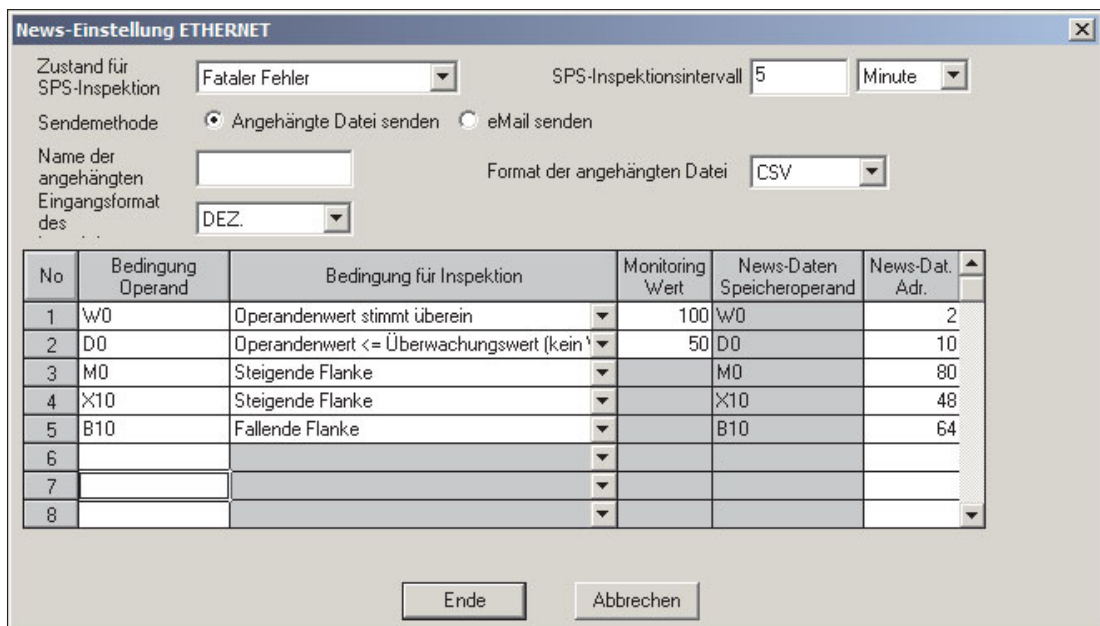 News-Einstellung ETHERNET
Zustand für
SPS-Inspektion
Fataler Fehler
SPS-Inspektionsintervall 5 Minute
Sendemethode Angehängte Datei senden eMail senden
Name der
angehängten
Format der angehängten Datei CSV
Eingangsformat
des
DEZ.
No Bedingung Operand Bedingung für Inspektion Monitoring Wert News-Daten Speicheroperand News-Dat. Adr.
1 W0 Operandenwert stimmt überein 100 W0 2
2 D0 Operandenwert <= Überwachungswert (kein 50 D0 10
3 M0 Steigende Flanke M0 80
4 X10 Steigende Flanke X10 48
5 B10 Fallende Flanke B10 64
6
7
8
Ende Abbrechen